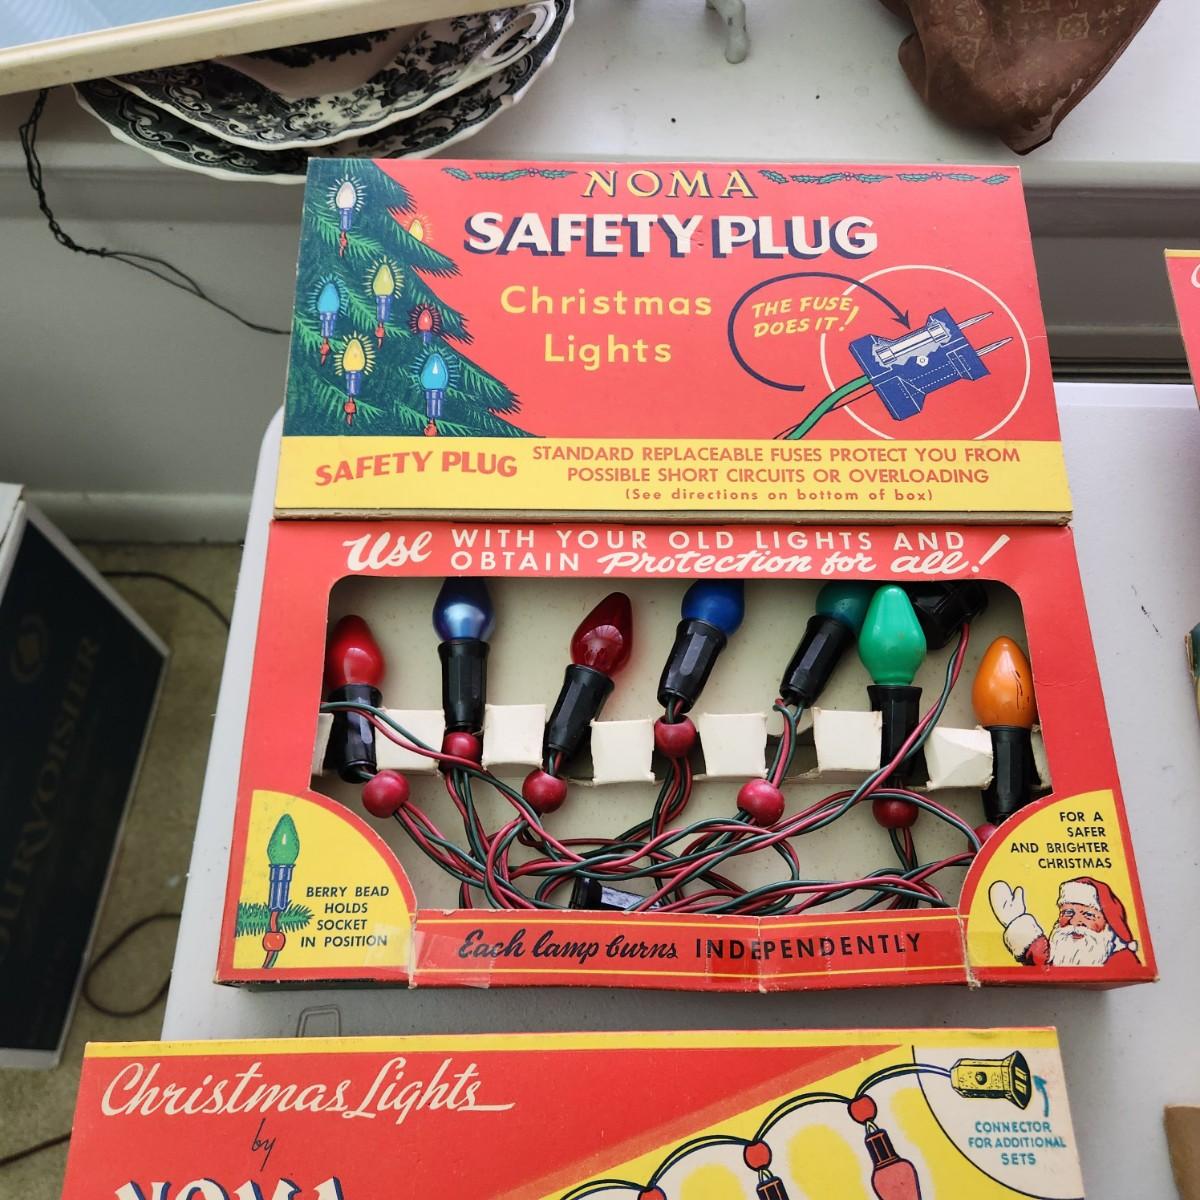 NOMA
SAFETY PLUG
Christmas
Lights
THE FUSE
DOES IT!
SAFETY PLUG
STANDARD REPLACEABLE FUSES PROTECT YOU FROM
POSSIBLE SHORT CIRCUITS OR OVERLOADING
(See directions on bottom of box)
Use WITH YOUR OLD LIGHTS AND
OBTAIN Protection for all!
BERRY BEAD
HOLDS
SOCKET
IN POSITION
FOR A
SAFER
AND BRIGHTER
CHRISTMAS
Each lamp burns INDEPENDENTLY
Christmas Lights
by
NOMA
CONNECTOR
FOR ADDITIONAL
SETS